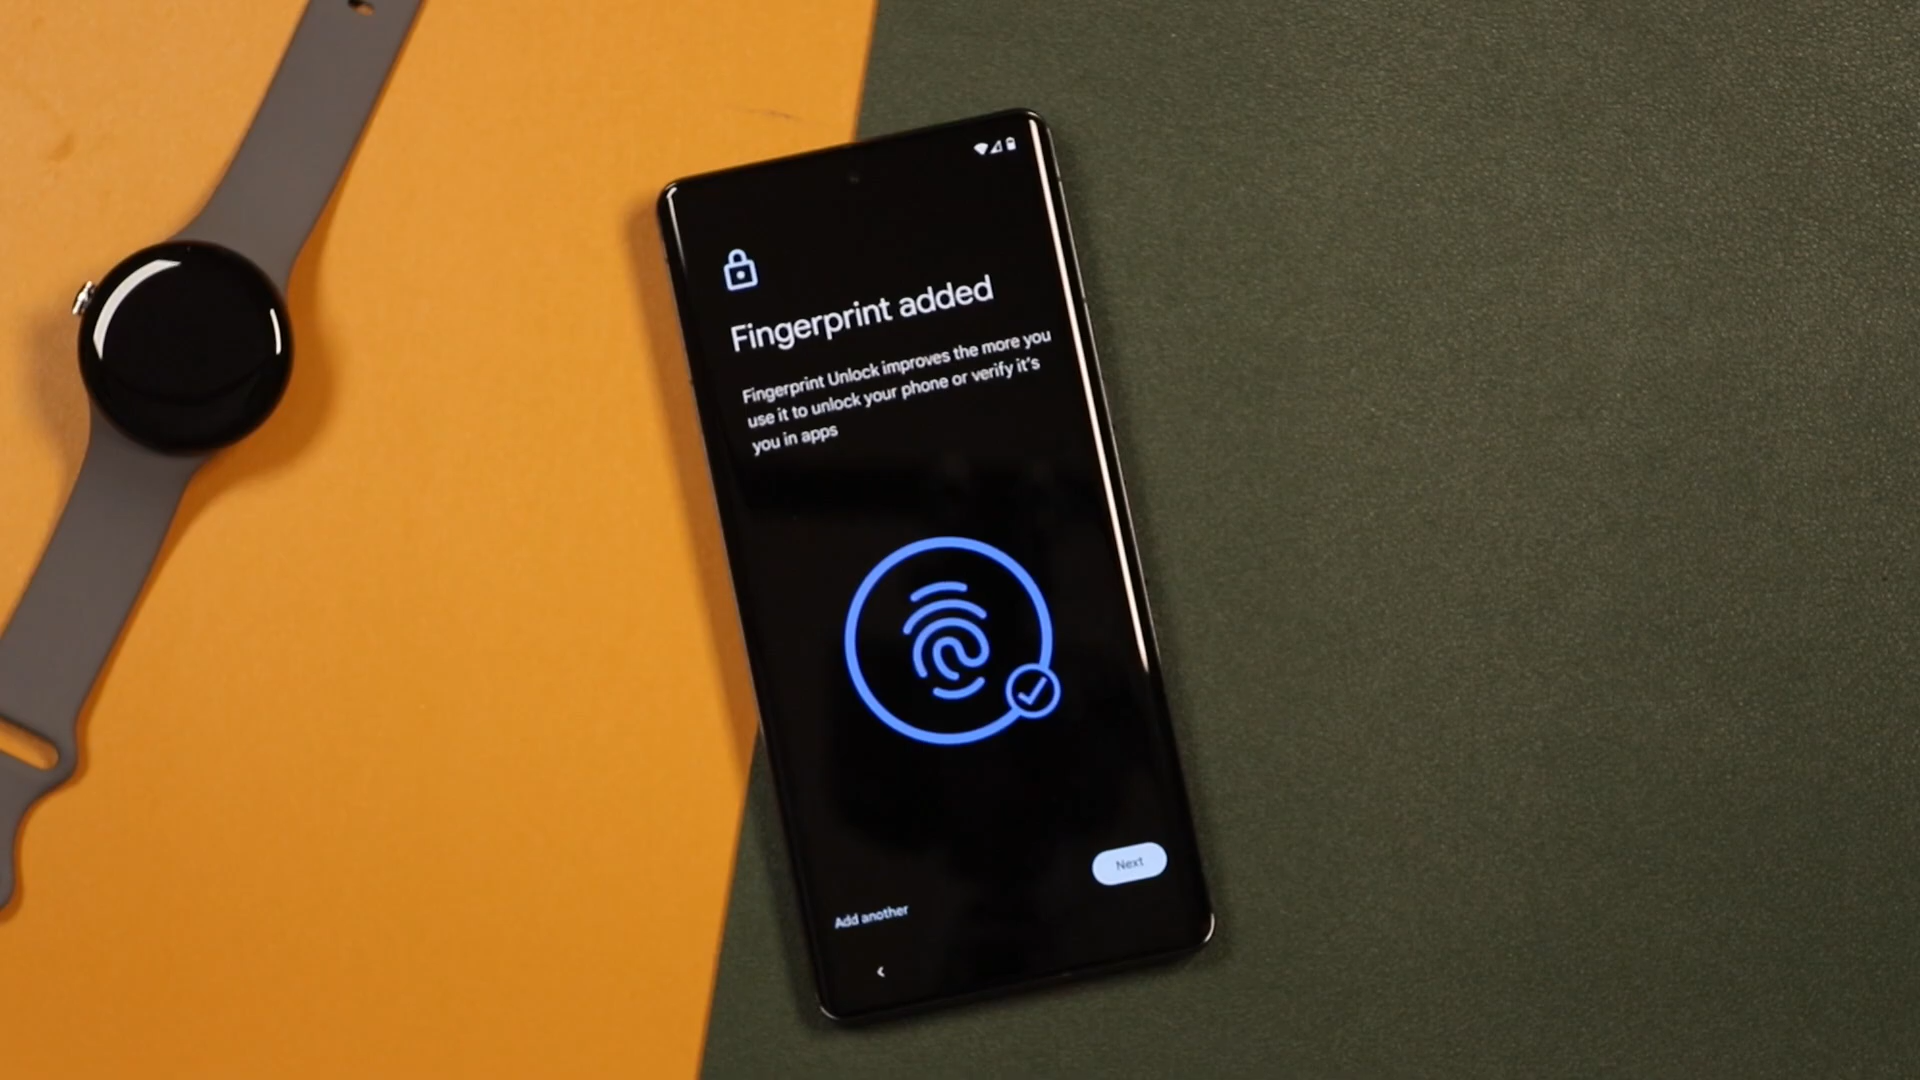 Fingerprint added
Fingerprint Unlock improves the more you
use it to unlock your phone or verify it's
you in apps
Next
Add another